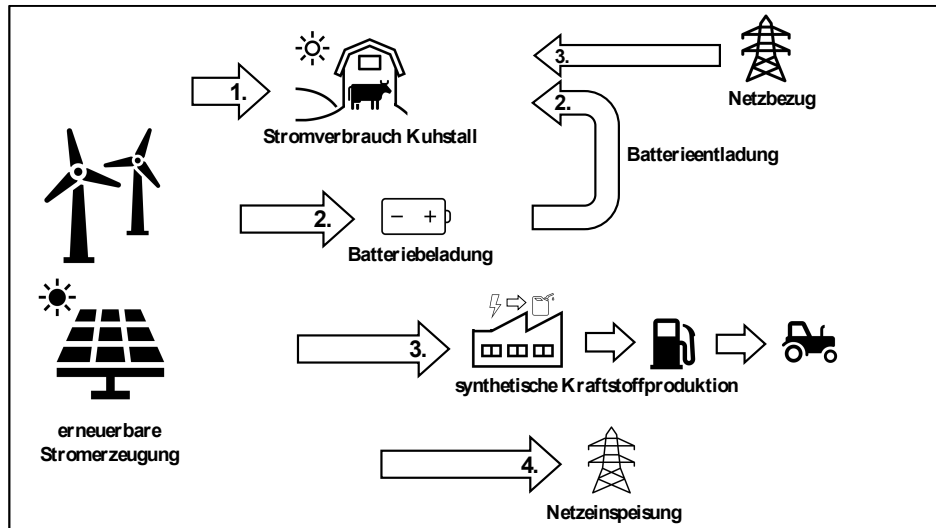 3.
Netzbezug
1.
2.
Stromverbrauch Kuhstall
Batterieentladung
2.
− +
Batteriebeladung
3.
synthetische Kraftstoffproduktion
erneuerbare
Stromerzeugung
4.
Netzeinspeisung